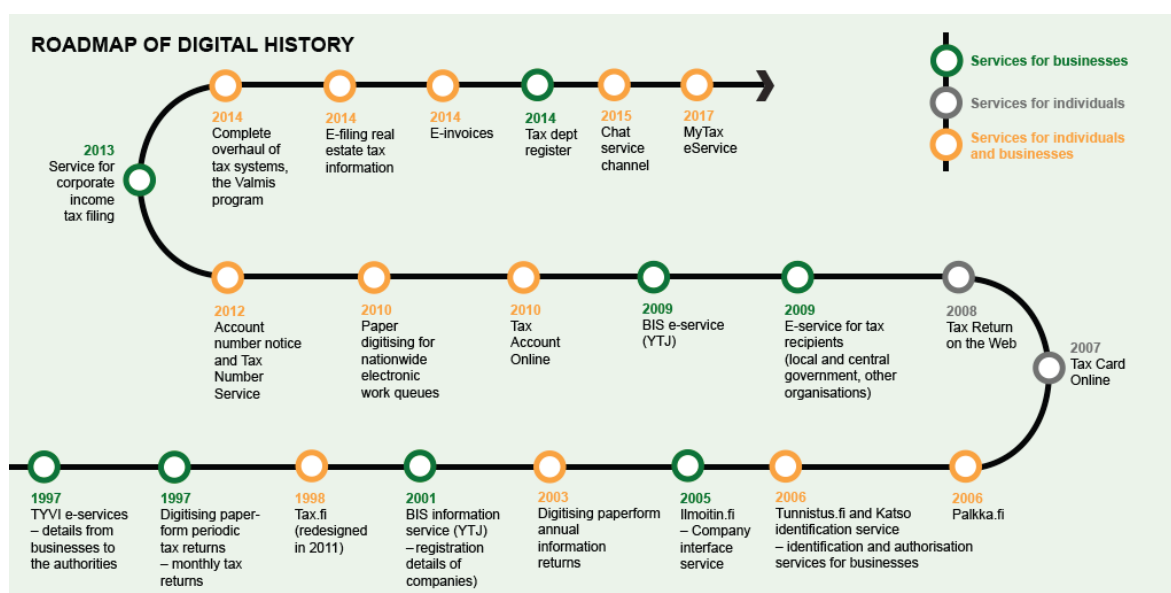 ROADMAP OF DIGITAL HISTORY
Services for businesses
Services for individuals
Services for individuals
and businesses
2014
Complete
overhaul of
tax systems,
the Valmis
program
2014
E-filing real
estate tax
information
2014
E-invoices
2014
Tax dept
register
2015
Chat
service
channel
2017
MyTax
eService
2013
Service for
corporate
income
tax filing
2012
Account
number notice
and Tax
Number
Service
2010
Paper
digitising for
nationwide
electronic
work queues
2010
Tax
Account
Online
2009
BIS e-service
(YTJ)
2009
E-service for tax
recipients
(local and central
government, other
organisations)
2008
Tax Return
on the Web
2007
Tax Card
Online
1997
TYVI e-services
– details from
businesses to
the authorities
1997
Digitising paper-
form periodic
tax returns
– monthly tax
returns
1998
Tax.fi
(redesigned
in 2011)
2001
BIS information
service (YTJ)
– registration
details of
companies)
2003
Digitising paperform
annual
information
returns
2005
Ilmoitin.fi
– Company
interface
service
2006
Tunnistus.fi and Katso
identification service
– identification and authorisation
services for businesses
2006
Palkka.fi